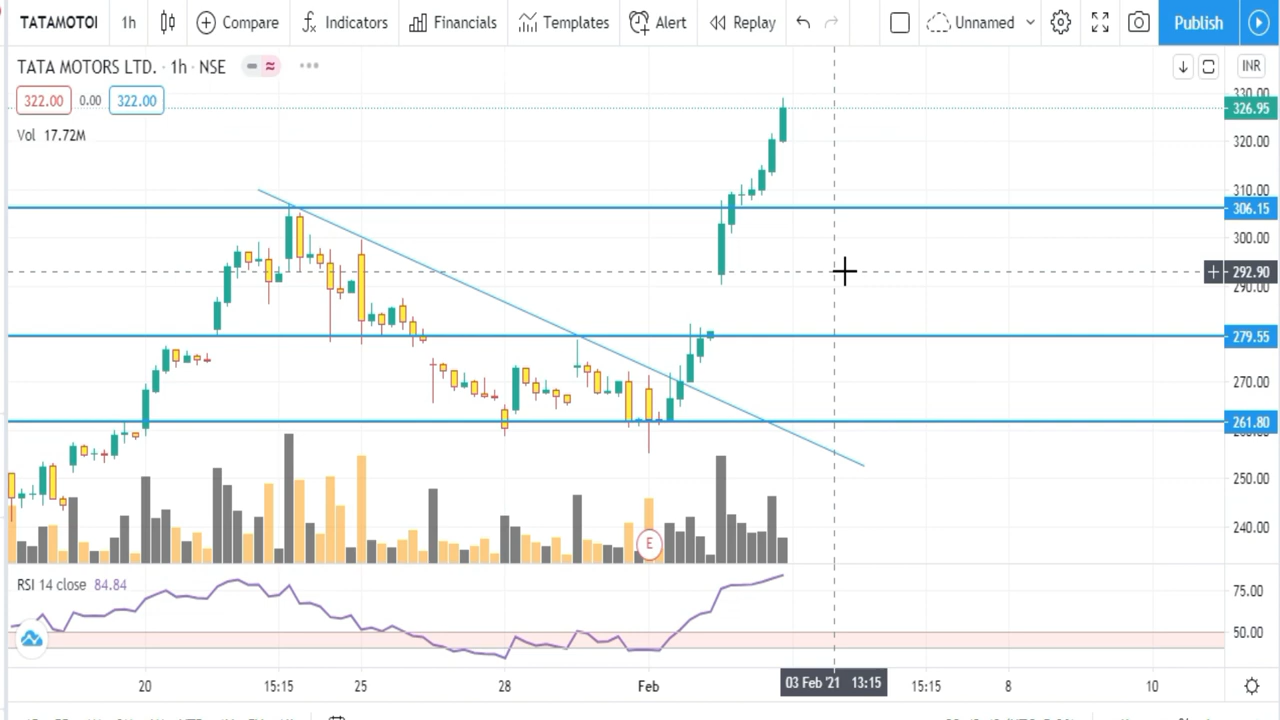 TATAMOTOI 1h Compare Indicators Financials Templates Alert Replay Unnamed Publish
TATA MOTORS LTD. · 1h · NSE INR
322.00 0.00 322.00
Vol 17.72M
330.00
326.95
320.00
310.00
306.15
300.00
292.90
290.00
279.55
270.00
261.80
250.00
240.00
E
RSI 14 close 84.84
75.00
50.00
20 15:15 25 28 Feb 03 Feb '21 13:15 15:15 8 10